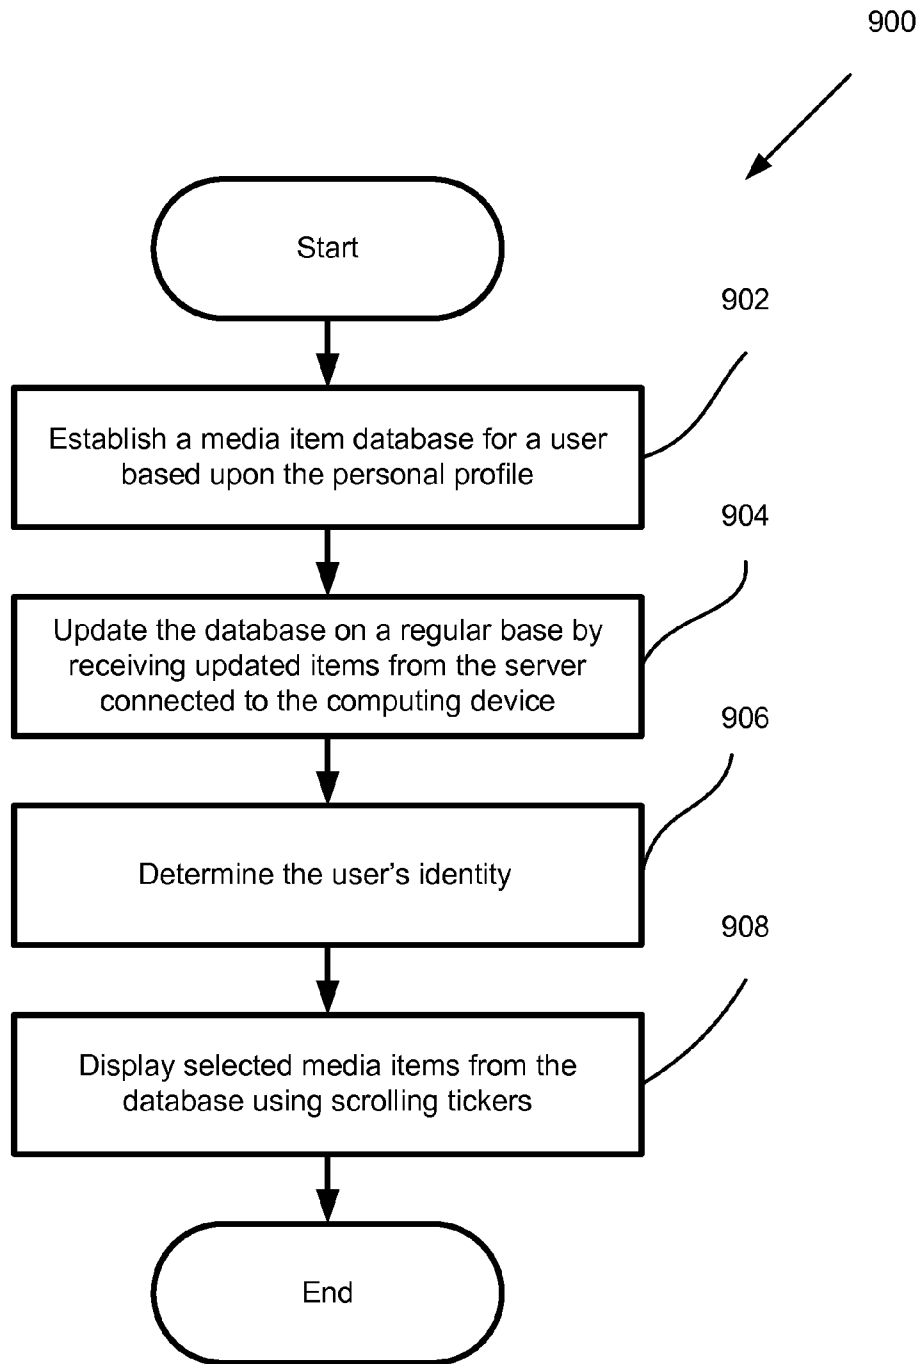 900
Start
902
Establish a media item database for a user
based upon the personal profile
904
Update the database on a regular base by
receiving updated items from the server
connected to the computing device
906
Determine the user’s identity
908
Display selected media items from the
database using scrolling tickers
End